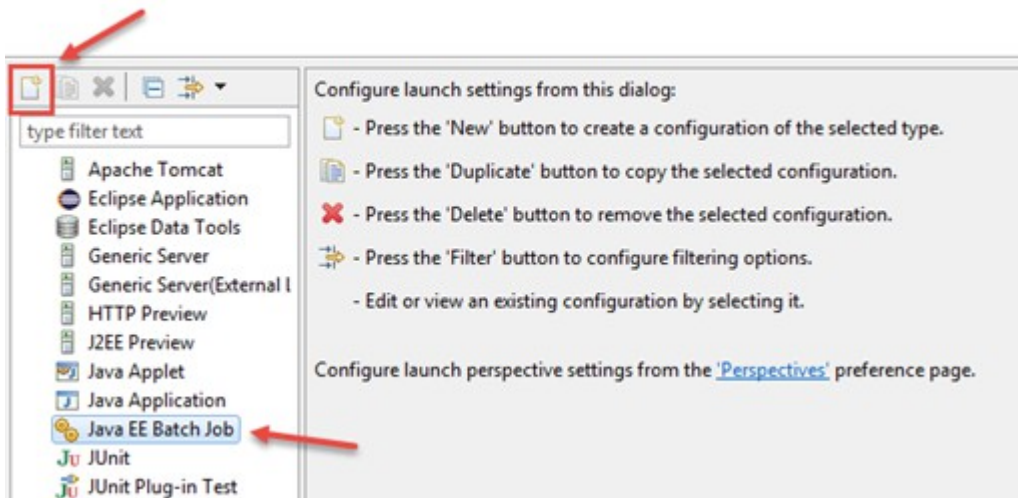 type filter text
Apache Tomcat
Eclipse Application
Eclipse Data Tools
Generic Server
Generic Server(External L
HTTP Preview
J2EE Preview
Java Applet
Java Application
Java EE Batch Job
Ju JUnit
Ju JUnit Plug-in Test
Configure launch settings from this dialog:
- Press the 'New' button to create a configuration of the selected type.
- Press the 'Duplicate' button to copy the selected configuration.
- Press the 'Delete' button to remove the selected configuration.
- Press the 'Filter' button to configure filtering options.
- Edit or view an existing configuration by selecting it.
Configure launch perspective settings from the 'Perspectives' preference page.